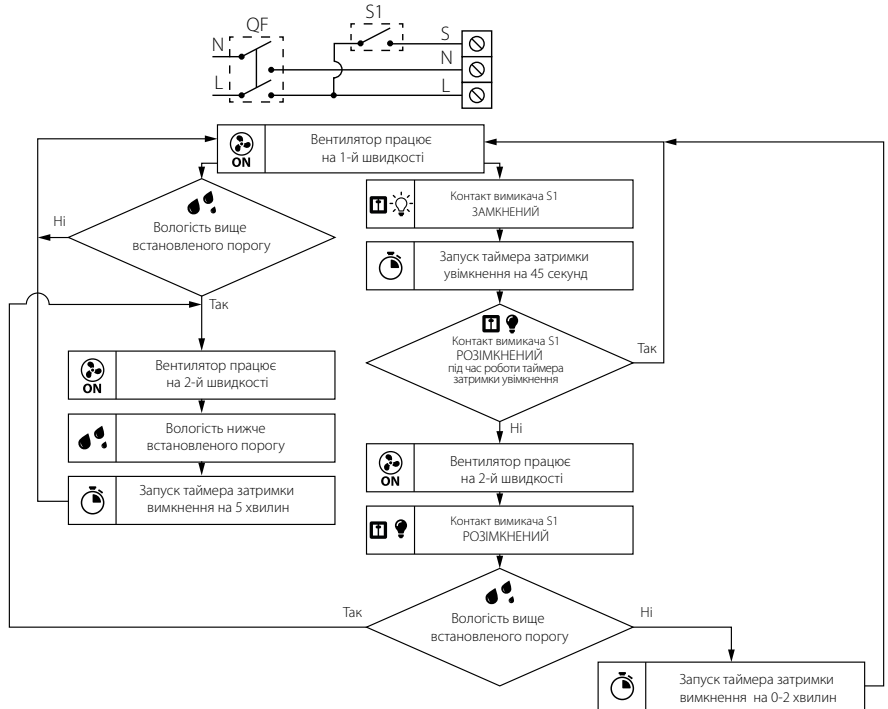 QF
S1
N
S
N
L
L
ON
Вентилятор працює
на 1-й швидкості
Вологість вище
встановленого порогу
Ні
Так
ON
Вентилятор працює
на 2-й швидкості
Вологість нижче
встановленого порогу
Запуск таймера затримки
вимкнення на 5 хвилин
Контакт вимикача S1
ЗАМКНЕНИЙ
Запуск таймера затримки
увімкнення на 45 секунд
Контакт вимикача S1
РОЗІМКНЕНИЙ
під час роботи таймера
затримки увімкнення
Так
Ні
ON
Вентилятор працює
на 2-й швидкості
Контакт вимикача S1
РОЗІМКНЕНИЙ
Так
Вологість вище
встановленого порогу
Ні
Запуск таймера затримки
вимкнення на 0-2 хвилин